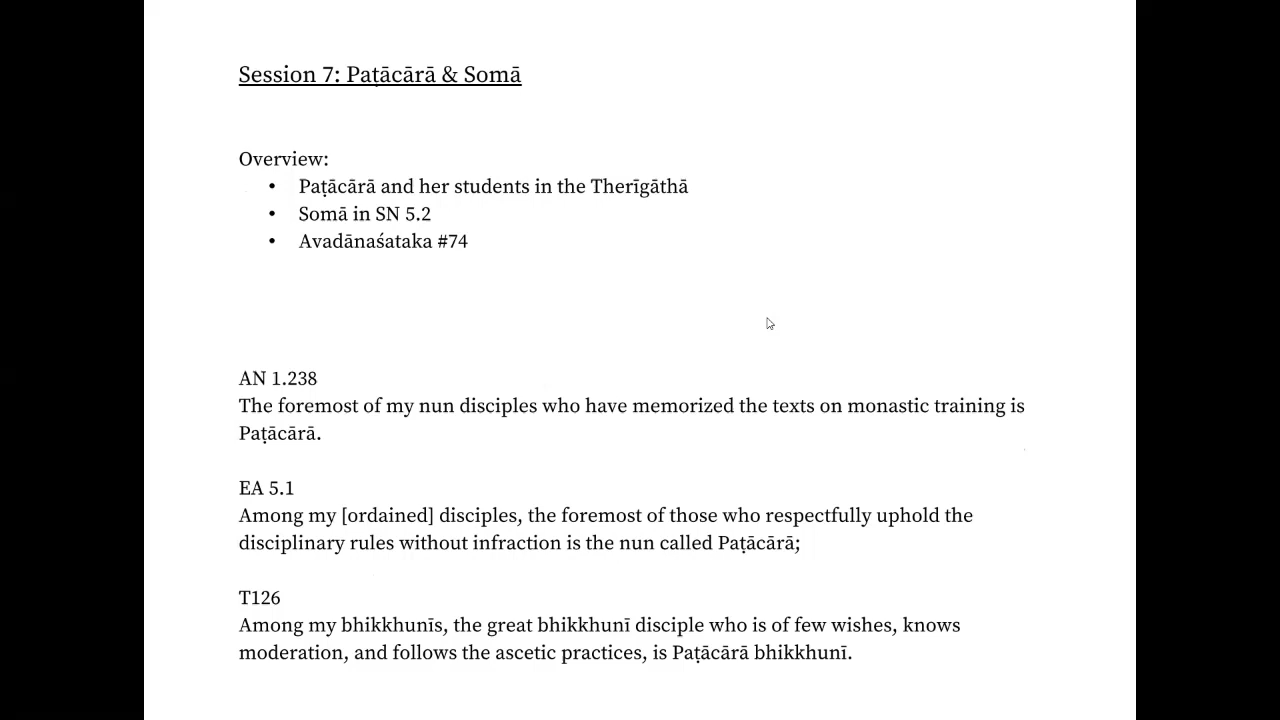 Session 7: Paṭācārā & Somā
Overview:
• Paṭācārā and her students in the Therīgāthā
• Somā in SN 5.2
• Avadānaśataka #74
AN 1.238
The foremost of my nun disciples who have memorized the texts on monastic training is
Paṭācārā.
EA 5.1
Among my [ordained] disciples, the foremost of those who respectfully uphold the
disciplinary rules without infraction is the nun called Paṭācārā;
T126
Among my bhikkhunīs, the great bhikkhunī disciple who is of few wishes, knows
moderation, and follows the ascetic practices, is Paṭācārā bhikkhunī.